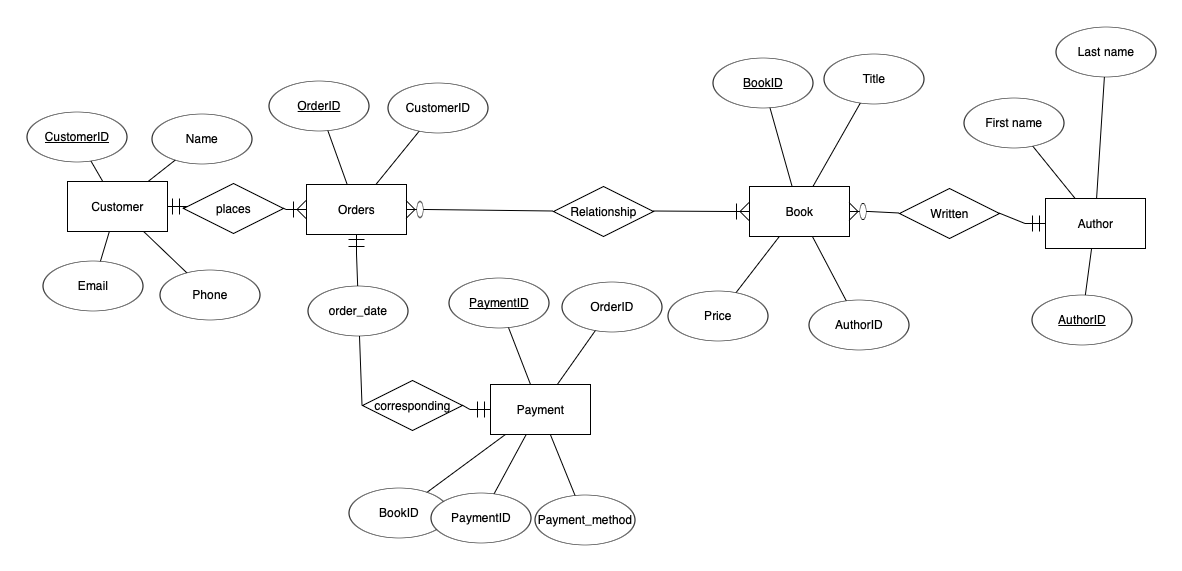 Last name
BookID
Title
OrderID
CustomerID
First name
CustomerID
Name
Customer
places
Orders
Relationship
Book
Written
Author
Email
Phone
order_date
PaymentID
OrderID
Price
AuthorID
AuthorID
corresponding
Payment
BookID
PaymentID
Payment_method